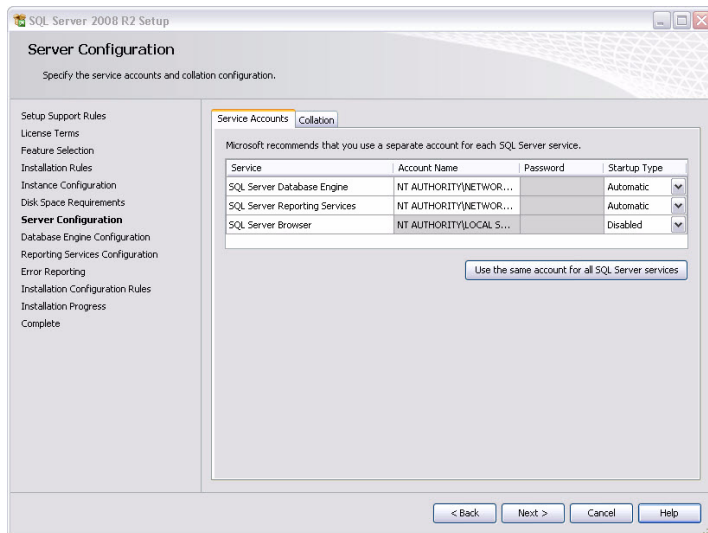 SQL Server 2008 R2 Setup
Server Configuration
Specify the service accounts and collation configuration.
Setup Support Rules
License Terms
Feature Selection
Installation Rules
Instance Configuration
Disk Space Requirements
Server Configuration
Database Engine Configuration
Reporting Services Configuration
Error Reporting
Installation Configuration Rules
Installation Progress
Complete
Service Accounts Collation
Microsoft recommends that you use a separate account for each SQL Server service.
Service Account Name Password Startup Type
SQL Server Database Engine NT AUTHORITY\NETWOR... Automatic
SQL Server Reporting Services NT AUTHORITY\NETWOR... Automatic
SQL Server Browser NT AUTHORITY\LOCAL S... Disabled
Use the same account for all SQL Server services
< Back Next > Cancel Help